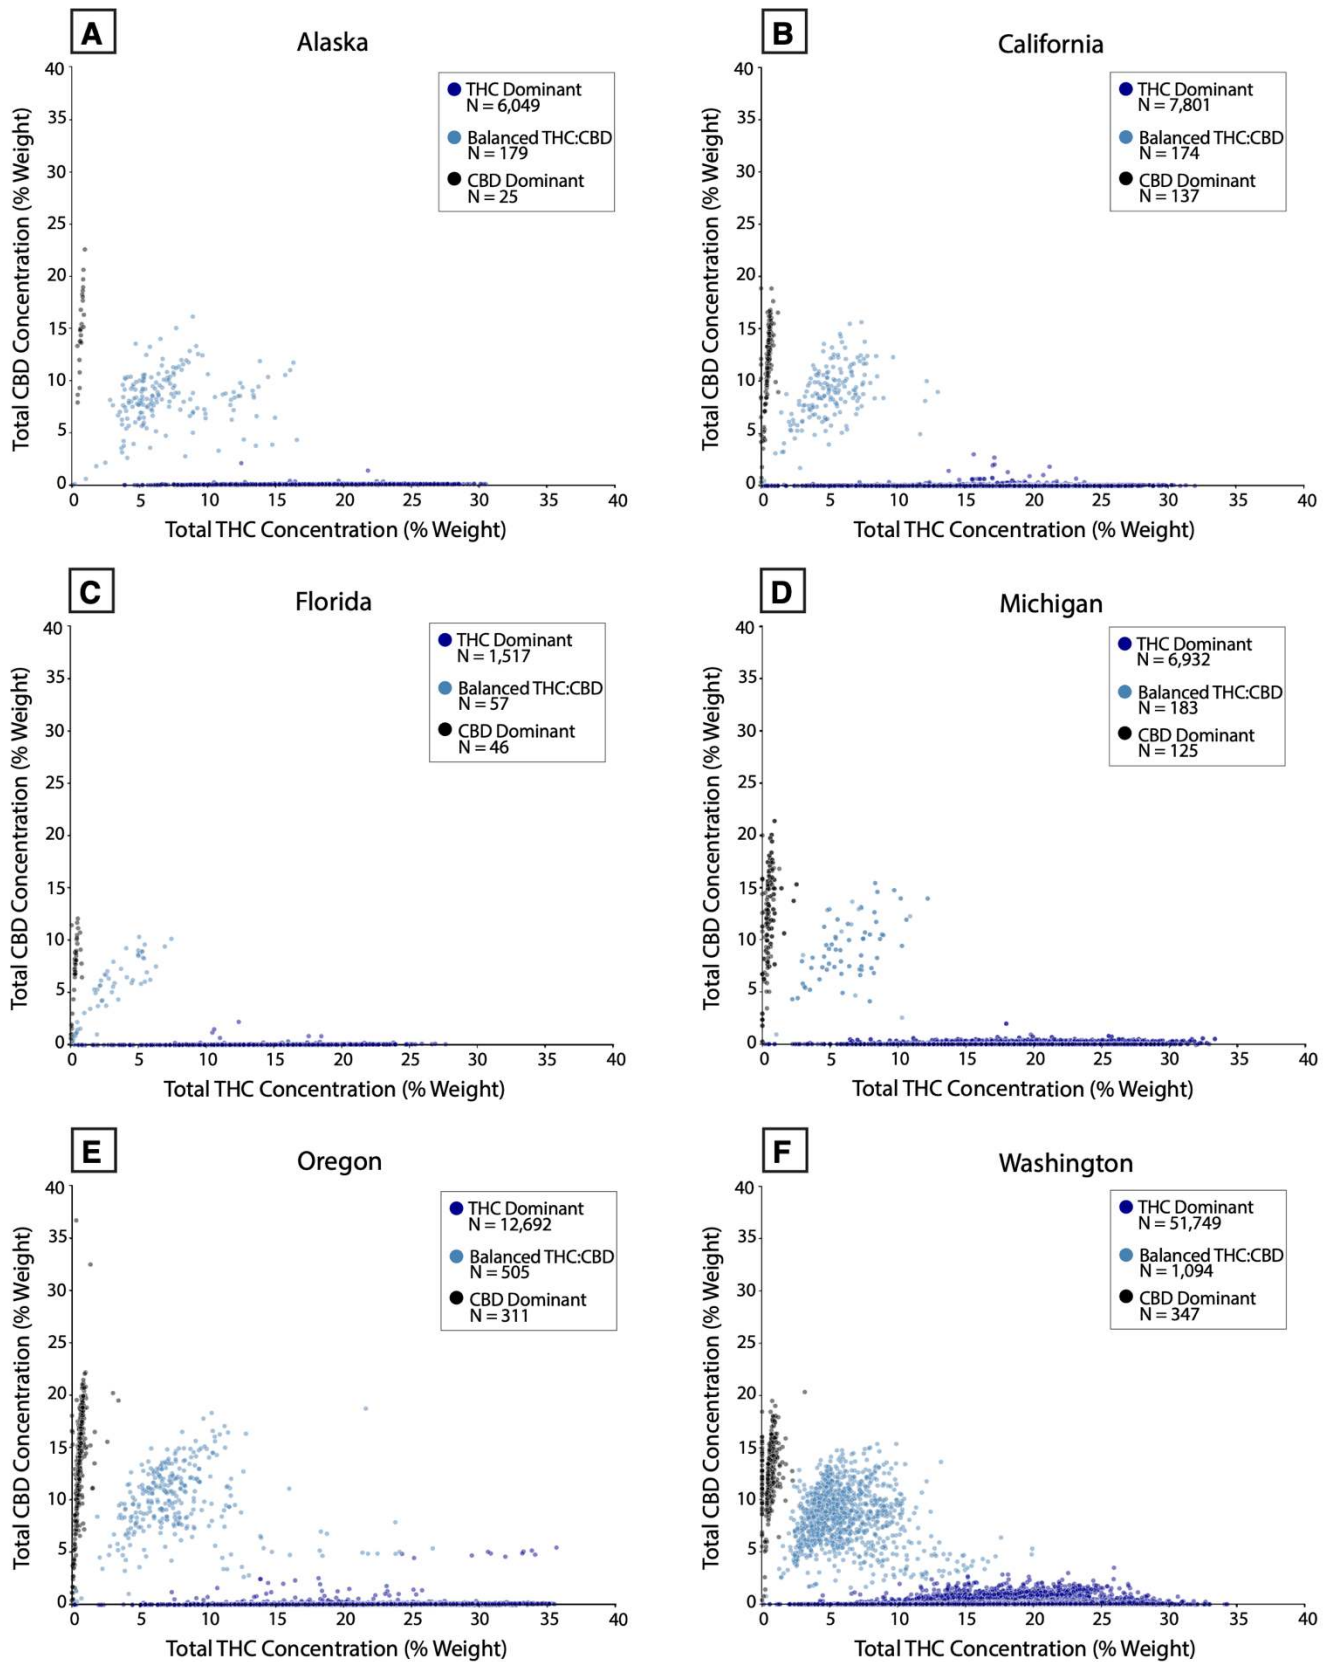 A
Alaska
40
35
30
25
20
15
10
5
0
Total CBD Concentration (% Weight)
THC Dominant
N = 6,049
Balanced THC:CBD
N = 179
CBD Dominant
N = 25
0 5 10 15 20 25 30 35 40
Total THC Concentration (% Weight)
B
California
40
35
30
25
20
15
10
5
0
Total CBD Concentration (% Weight)
THC Dominant
N = 7,801
Balanced THC:CBD
N = 174
CBD Dominant
N = 137
0 5 10 15 20 25 30 35 40
Total THC Concentration (% Weight)
C
Florida
40
35
30
25
20
15
10
5
0
Total CBD Concentration (% Weight)
THC Dominant
N = 1,517
Balanced THC:CBD
N = 57
CBD Dominant
N = 46
0 5 10 15 20 25 30 35 40
Total THC Concentration (% Weight)
D
Michigan
40
35
30
25
20
15
10
5
0
Total CBD Concentration (% Weight)
THC Dominant
N = 6,932
Balanced THC:CBD
N = 183
CBD Dominant
N = 125
0 5 10 15 20 25 30 35 40
Total THC Concentration (% Weight)
E
Oregon
40
35
30
25
20
15
10
5
0
Total CBD Concentration (% Weight)
THC Dominant
N = 12,692
Balanced THC:CBD
N = 505
CBD Dominant
N = 311
0 5 10 15 20 25 30 35 40
Total THC Concentration (% Weight)
F
Washington
40
35
30
25
20
15
10
5
0
Total CBD Concentration (% Weight)
THC Dominant
N = 51,749
Balanced THC:CBD
N = 1,094
CBD Dominant
N = 347
0 5 10 15 20 25 30 35 40
Total THC Concentration (% Weight)